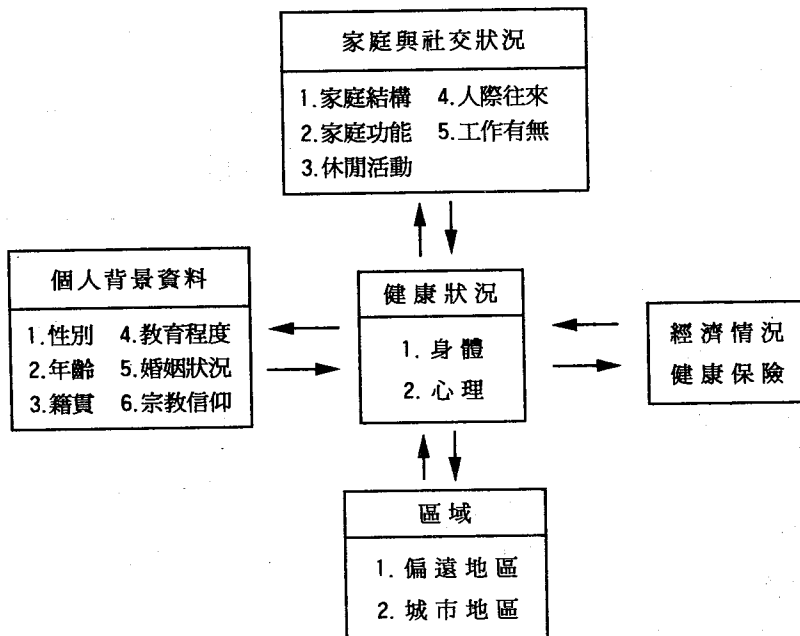 家庭與社交狀況
1.家庭結構 4.人際往來
2.家庭功能 5.工作有無
3.休閒活動
個人背景資料
1.性別 4.教育程度
2.年齡 5.婚姻狀況
3.籍貫 6.宗教信仰
健康狀況
1. 身體
2. 心理
經濟情況
健康保險
區域
1. 偏遠地區
2. 城市地區